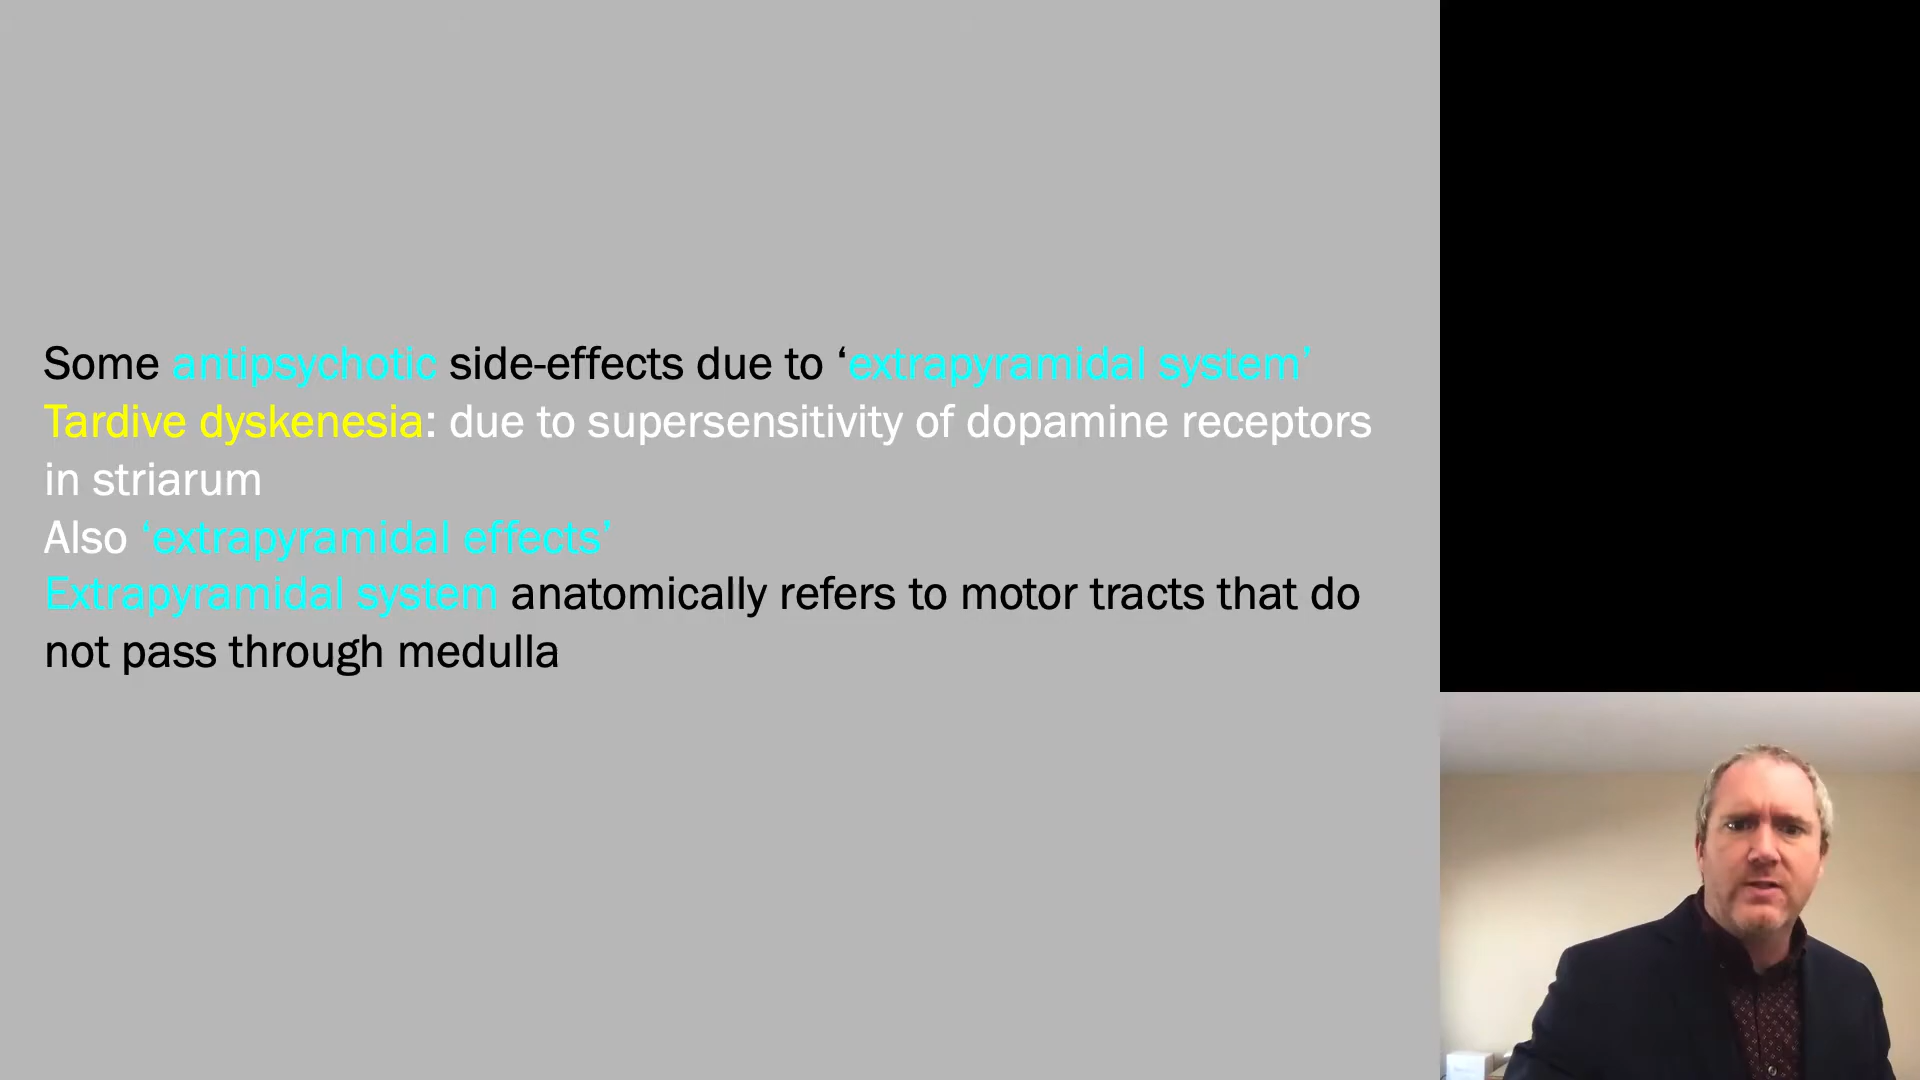 Some antipsychotic side-effects due to ‘extrapyramidal system’
Tardive dyskenesia: due to supersensitivity of dopamine receptors
in striarum
Also ‘extrapyramidal effects’
Extrapyramidal system anatomically refers to motor tracts that do
not pass through medulla